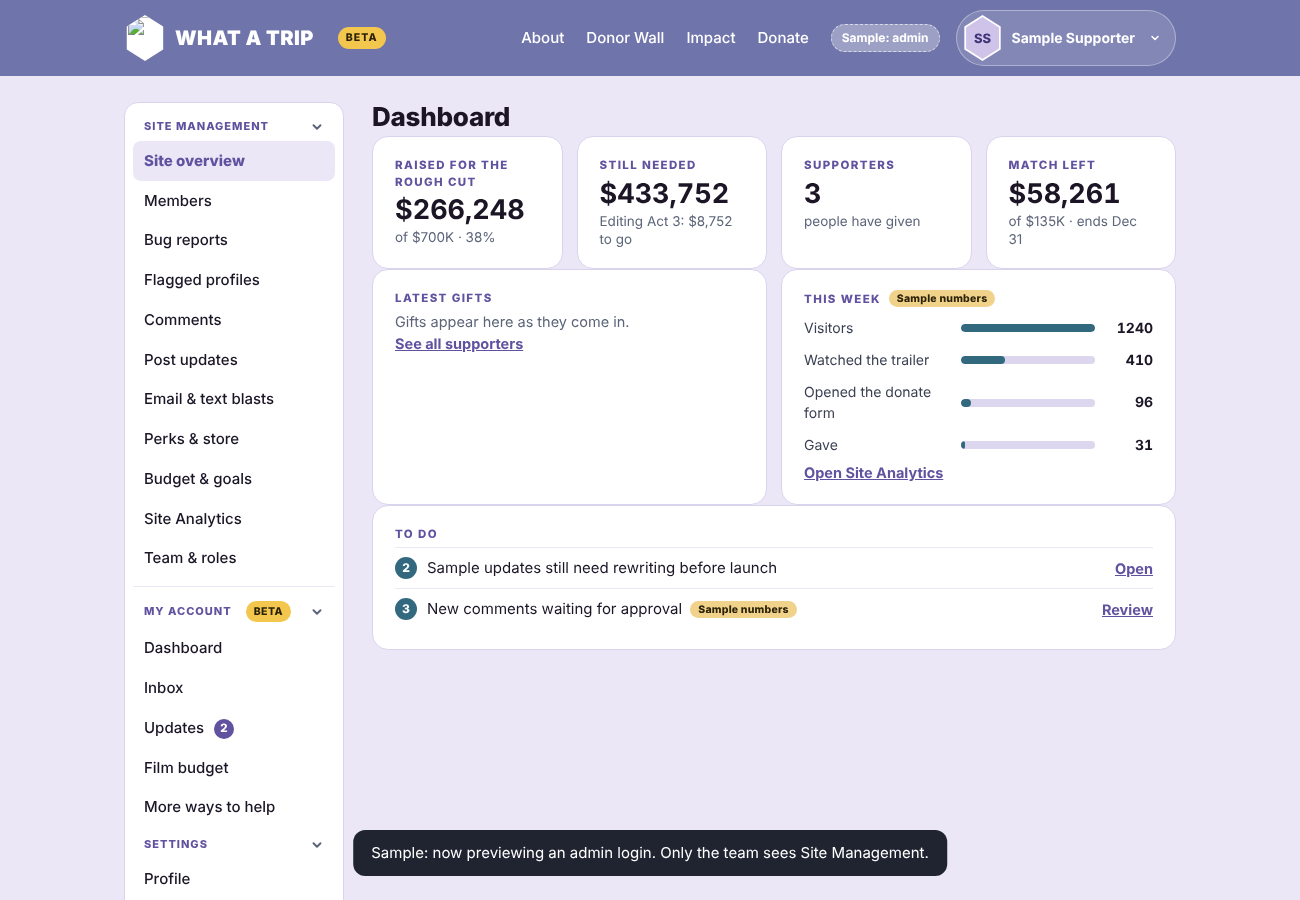 WHAT A TRIP
BETA
About
Donor Wall
Impact
Donate
Sample: admin
SS
Sample Supporter
SITE MANAGEMENT
Site overview
Members
Bug reports
Flagged profiles
Comments
Post updates
Email & text blasts
Perks & store
Budget & goals
Site Analytics
Team & roles
MY ACCOUNT BETA
Dashboard
Inbox
Updates 2
Film budget
More ways to help
SETTINGS
Profile
Dashboard
RAISED FOR THE
ROUGH CUT
$266,248
of $700K · 38%
STILL NEEDED
$433,752
Editing Act 3: $8,752
to go
SUPPORTERS
3
people have given
MATCH LEFT
$58,261
of $135K · ends Dec
31
LATEST GIFTS
Gifts appear here as they come in.
See all supporters
THIS WEEK Sample numbers
Visitors 1240
Watched the trailer 410
Opened the donate
form 96
Gave 31
Open Site Analytics
TO DO
2 Sample updates still need rewriting before launch Open
3 New comments waiting for approval Sample numbers Review
Sample: now previewing an admin login. Only the team sees Site Management.